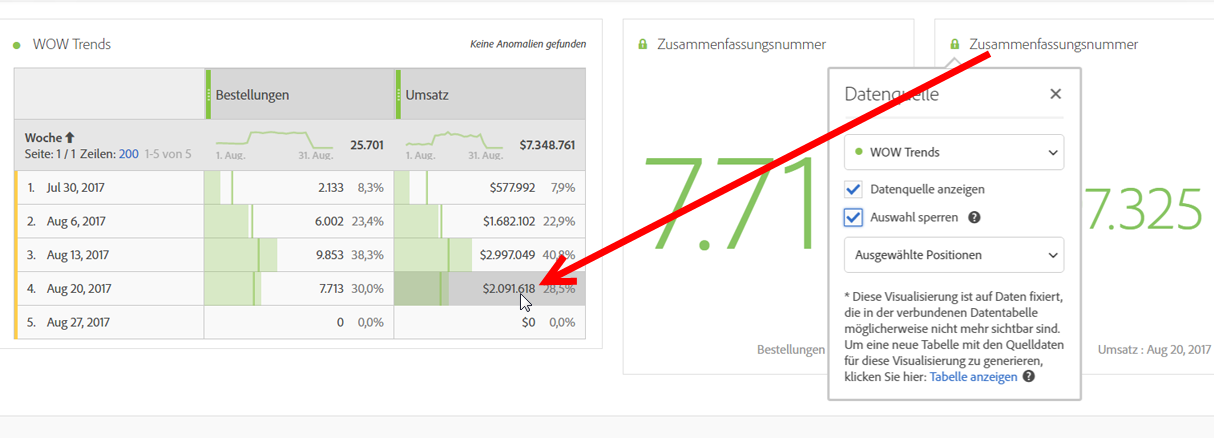 WOW Trends
Keine Anomalien gefunden
Bestellungen Umsatz
Woche
Seite: 1 / 1 Zeilen: 200 1-5 von 5
1. Aug. 31. Aug. 25.701 1. Aug. 31. Aug. $7.348.761
1. Jul 30, 2017 2.133 8,3% $577.992 7,9%
2. Aug 6, 2017 6.002 23,4% $1.682.102 22,9%
3. Aug 13, 2017 9.853 38,3% $2.997.049 40,8%
4. Aug 20, 2017 7.713 30,0% $2.091.618 28,5%
5. Aug 27, 2017 0 0,0% $0 0,0%
Zusammenfassungsnummer
7.71
Bestellungen
Zusammenfassungsnummer
7.325
Umsatz : Aug 20, 2017
Datenquelle
WOW Trends
Datenquelle anzeigen
Auswahl sperren
Ausgewählte Positionen
* Diese Visualisierung ist auf Daten fixiert,
die in der verbundenen Datentabelle
möglicherweise nicht mehr sichtbar sind.
Um eine neue Tabelle mit den Quelldaten
für diese Visualisierung zu generieren,
klicken Sie hier: Tabelle anzeigen